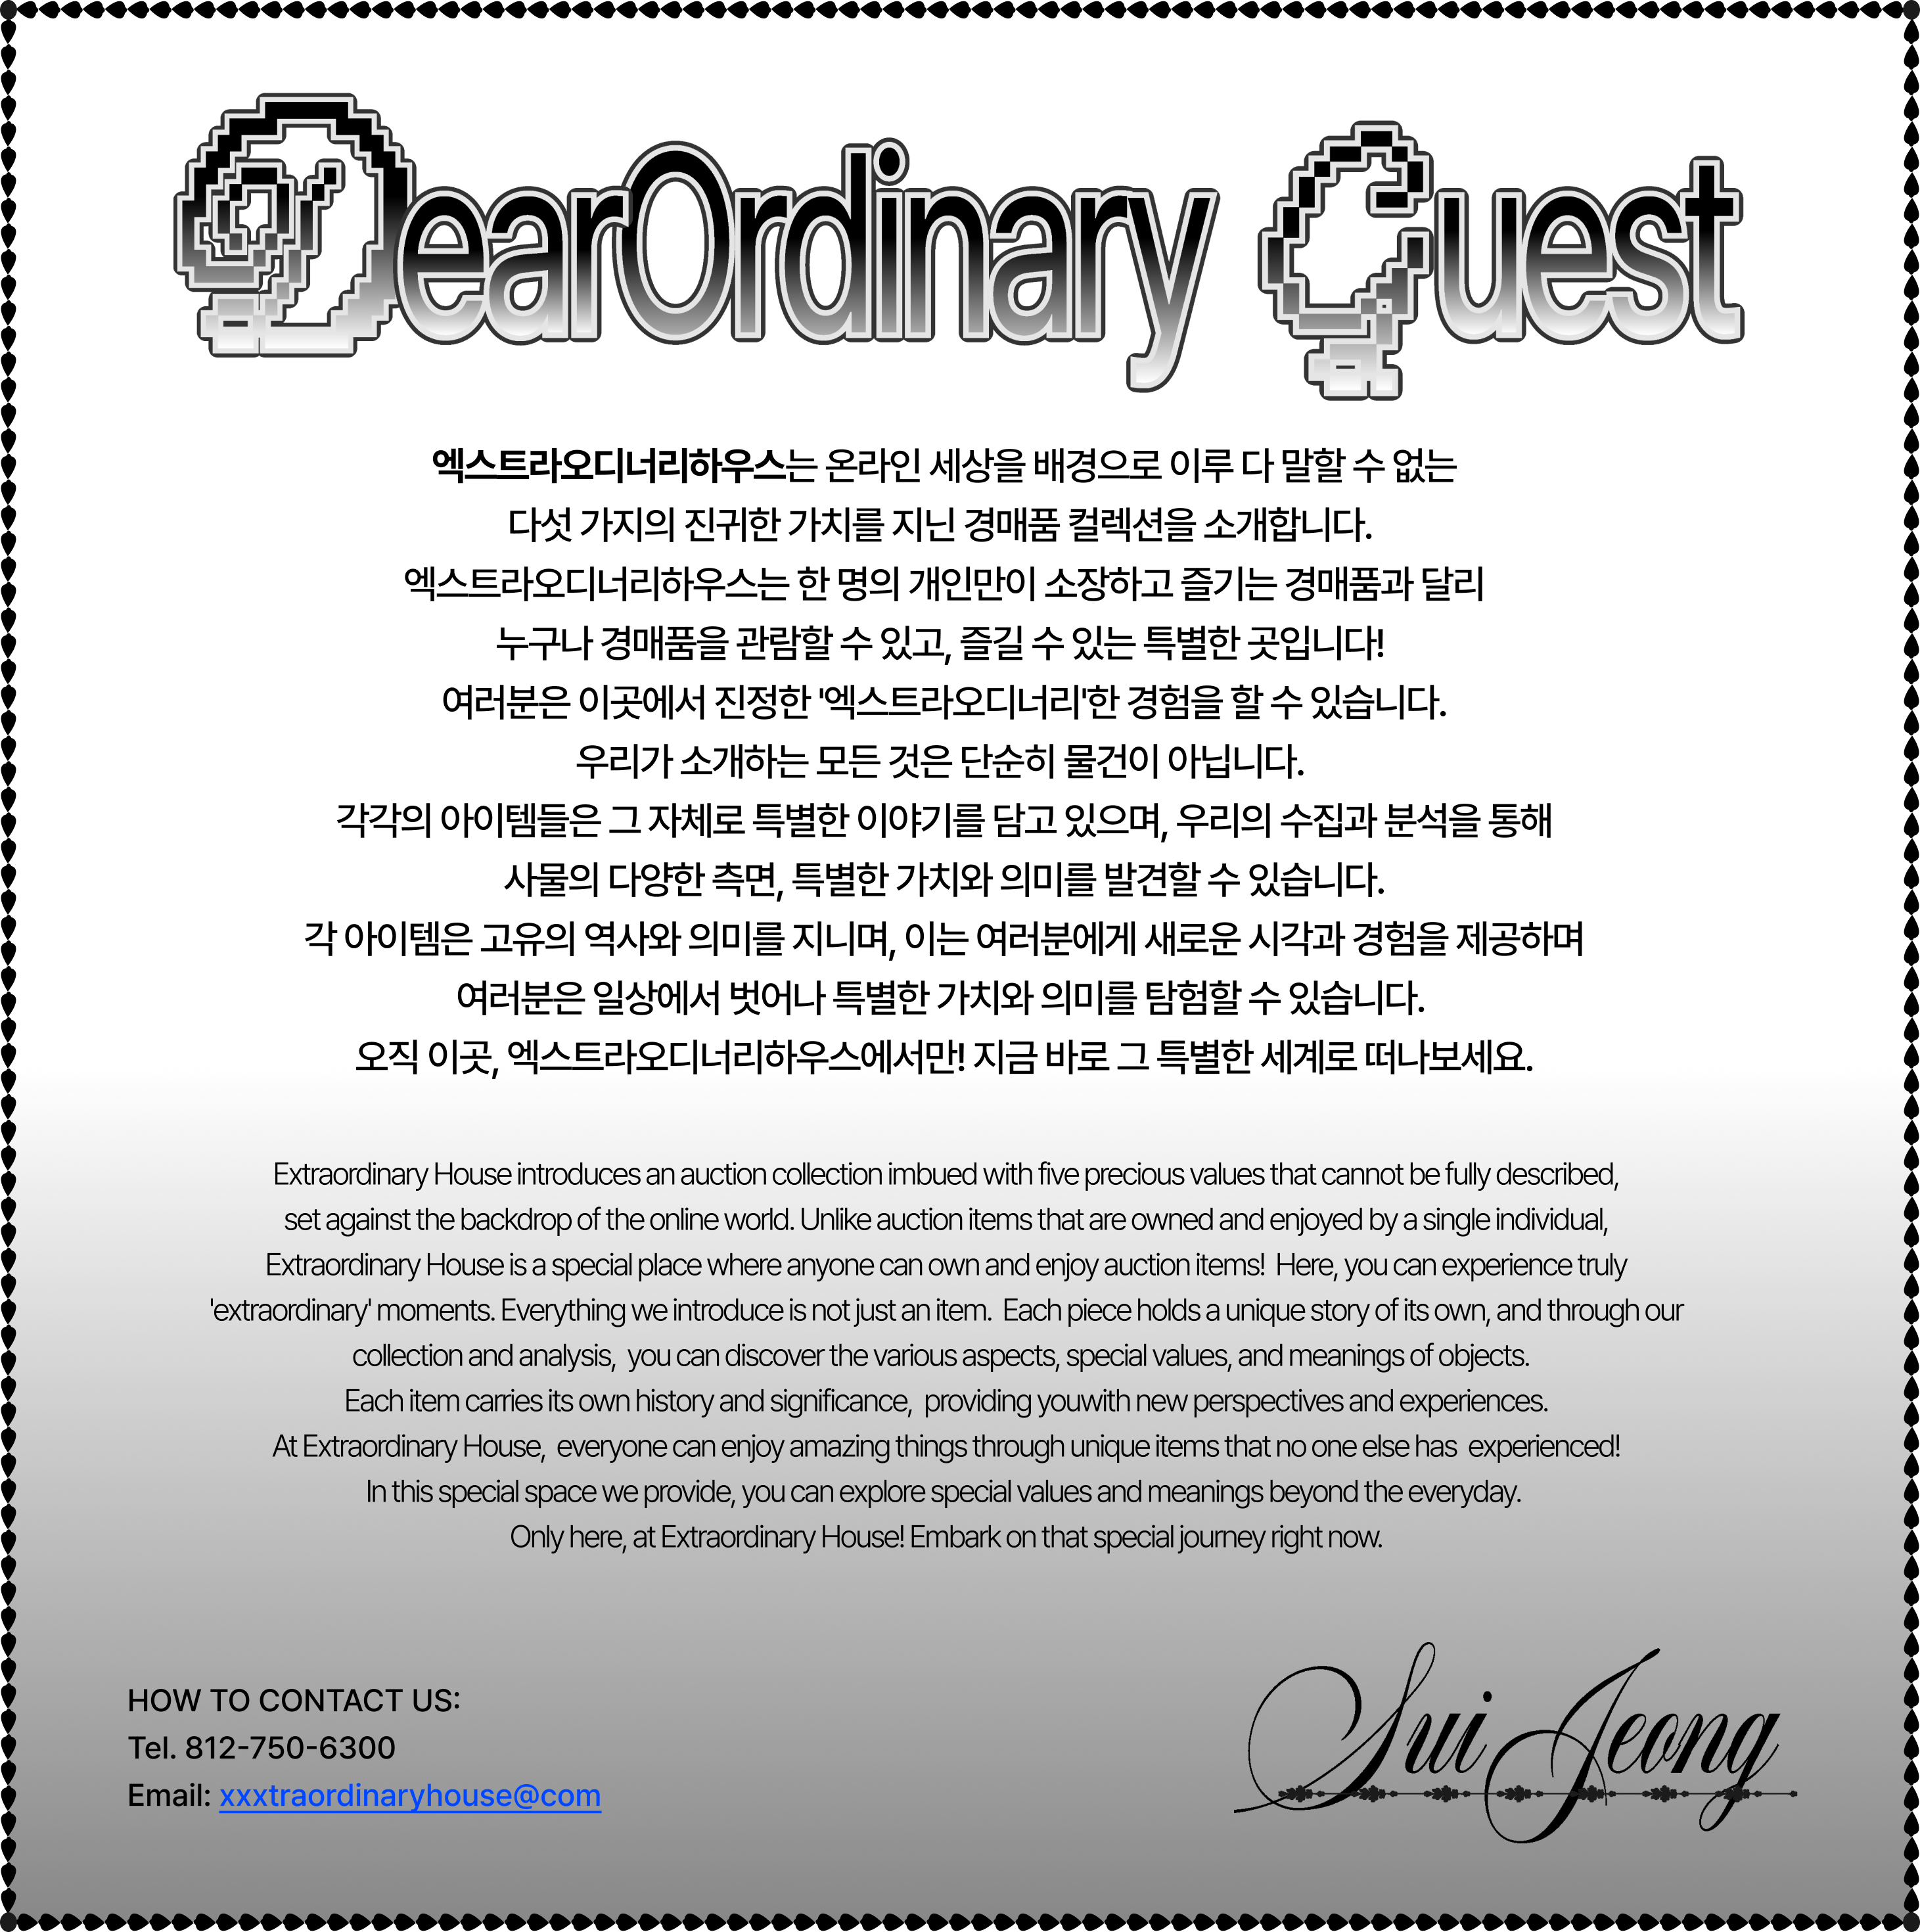 DearOrdinary Guest
엑스트라오디너리하우스는 온라인 세상을 배경으로 이루 다 말할 수 없는
다섯 가지의 진귀한 가치를 지닌 경매품 컬렉션을 소개합니다.
엑스트라오디너리하우스는 한 명의 개인만이 소장하고 즐기는 경매품과 달리
누구나 경매품을 관람할 수 있고, 즐길 수 있는 특별한 곳입니다!
여러분은 이곳에서 진정한 '엑스트라오디너리'한 경험을 할 수 있습니다.
우리가 소개하는 모든 것은 단순히 물건이 아닙니다.
각각의 아이템들은 그 자체로 특별한 이야기를 담고 있으며, 우리의 수집과 분석을 통해
사물의 다양한 측면, 특별한 가치와 의미를 발견할 수 있습니다.
각 아이템은 고유의 역사와 의미를 지니며, 이는 여러분에게 새로운 시각과 경험을 제공하며
여러분은 일상에서 벗어나 특별한 가치와 의미를 탐험할 수 있습니다.
오직 이곳, 엑스트라오디너리하우스에서만! 지금 바로 그 특별한 세계로 떠나보세요.
Extraordinary House introduces an auction collection imbued with five precious values that cannot be fully described,
set against the backdrop of the online world. Unlike auction items that are owned and enjoyed by a single individual,
Extraordinary House is a special place where anyone can own and enjoy auction items! Here, you can experience truly
'extraordinary' moments. Everything we introduce is not just an item. Each piece holds a unique story of its own, and through our
collection and analysis, you can discover the various aspects, special values, and meanings of objects.
Each item carries its own history and significance, providing youwith new perspectives and experiences.
At Extraordinary House, everyone can enjoy amazing things through unique items that no one else has experienced!
In this special space we provide, you can explore special values and meanings beyond the everyday.
Only here, at Extraordinary House! Embark on that special journey right now.
HOW TO CONTACT US:
Tel. 812-750-6300
Email: xxxtraordinaryhouse@com
Sui Jeong